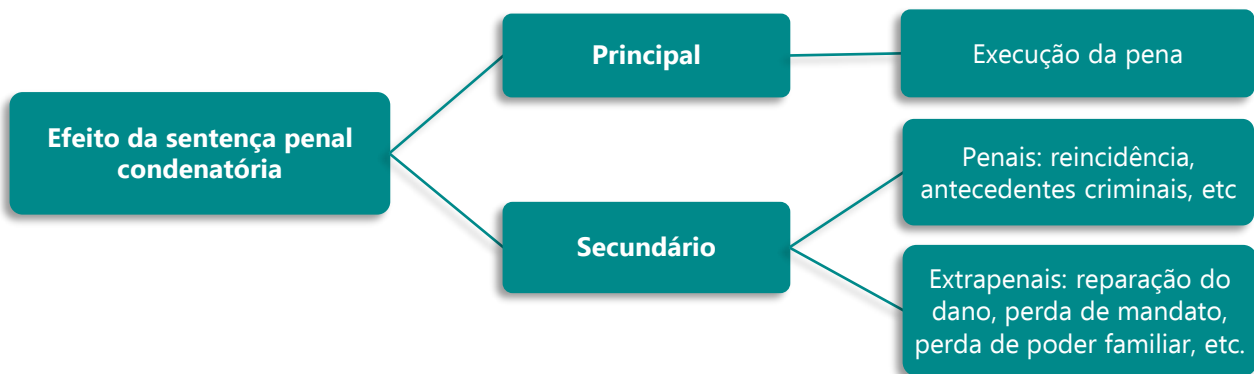 Efeito da sentença penal
condenatória
Principal
Execução da pena
Secundário
Penais: reincidência,
antecedentes criminais, etc
Extrapenais: reparação do
dano, perda de mandato,
perda de poder familiar, etc.